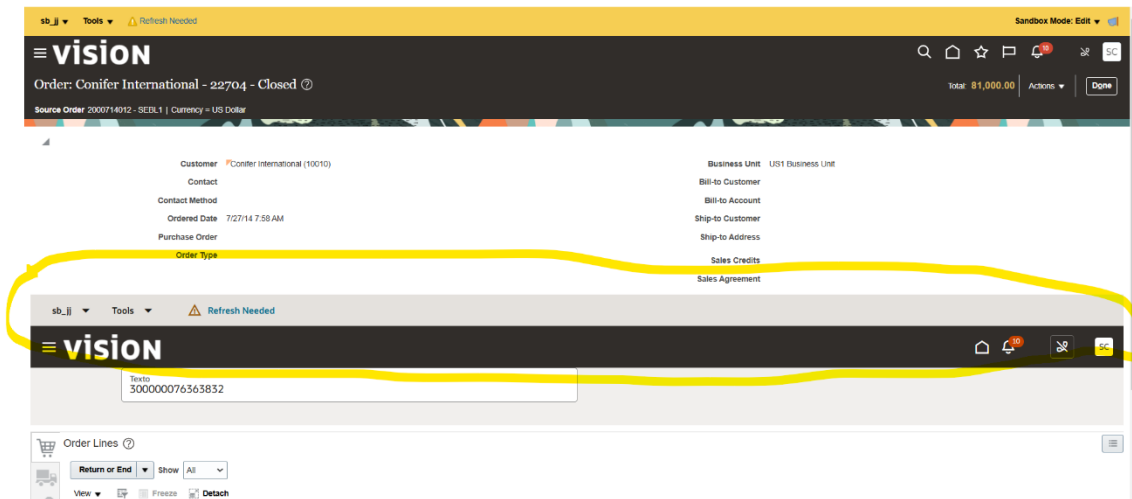 sb_jj Tools Refresh Needed Sandbox Mode: Edit
vision 10 SC
Order: Conifer International - 22704 - Closed Total: 81,000.00 Actions Done
Source Order 2000714012 - SEBL1 | Currency = US Dollar
Customer Conifer International (10010) Business Unit US1 Business Unit
Contact Bill-to Customer
Contact Method Bill-to Account
Ordered Date 7/27/14 7:58 AM Ship-to Customer
Purchase Order Ship-to Address
Order Type Sales Credits
Sales Agreement
sb_jj Tools Refresh Needed
vision 10 SC
Texto
300000076363832
Order Lines
Return or End Show All
View Freeze Detach